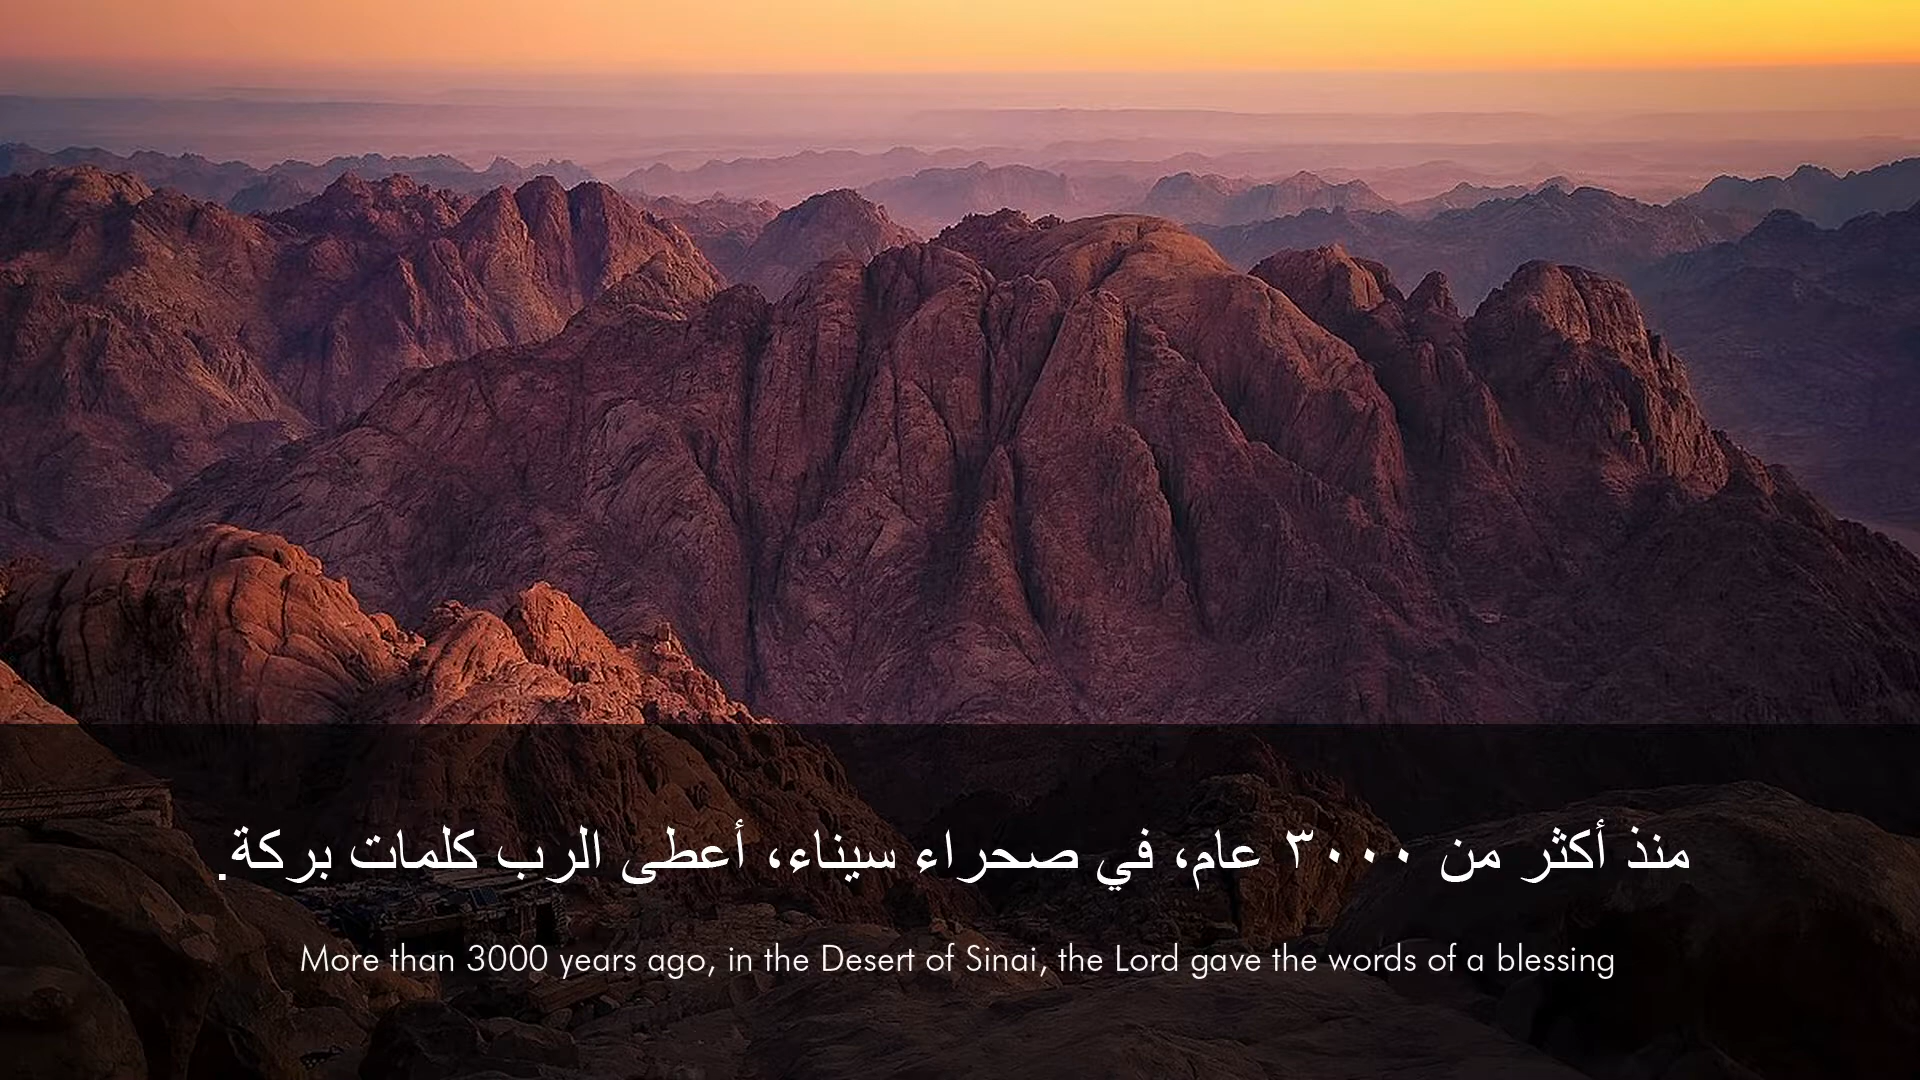 منذ أكثر من ٣٠٠٠ عام، في صحراء سيناء، أعطى الرب كلمات بركة.
More than 3000 years ago, in the Desert of Sinai, the Lord gave the words of a blessing